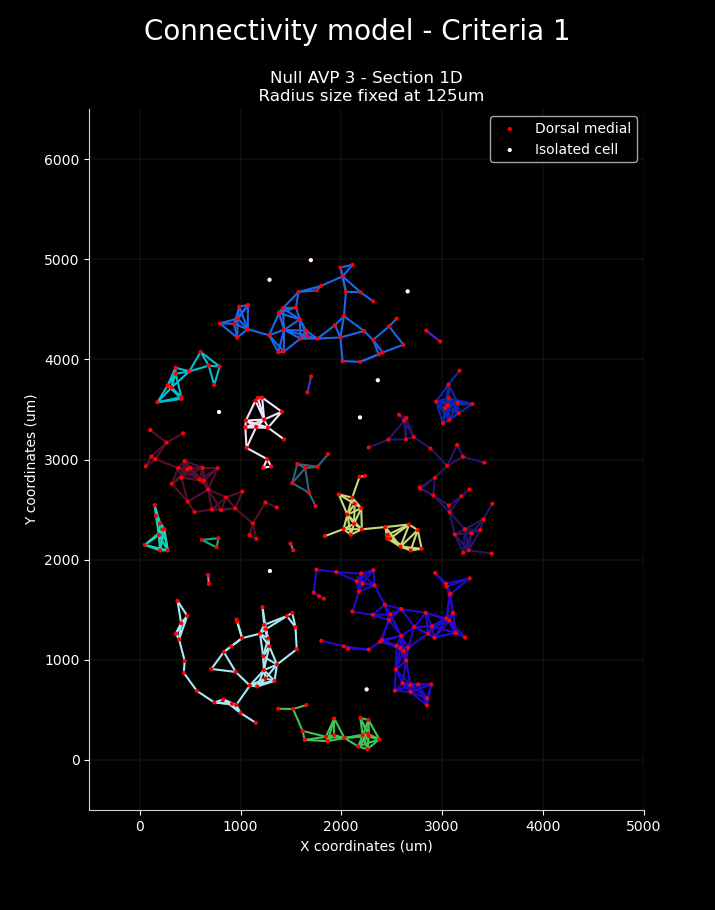 Connectivity model - Criteria 1
Null AVP 3 - Section 1D
Radius size fixed at 125um
Dorsal medial
Isolated cell
6000
5000
4000
3000
2000
1000
0
Y coordinates (um)
0 1000 2000 3000 4000 5000
X coordinates (um)